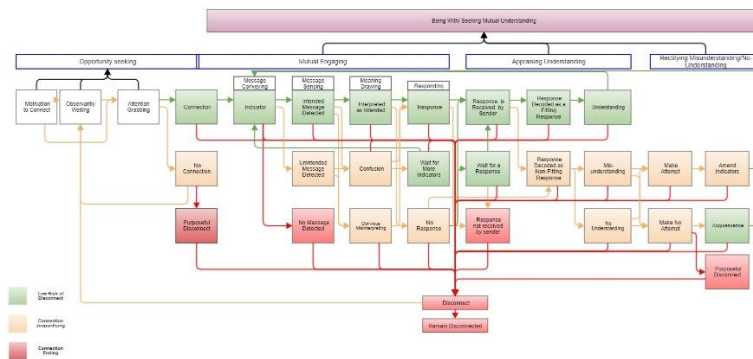 Being With/ Seeking Mutual Understanding
Opportunity seeking
Mutual Engaging
Appraising Understanding
Rectifying Misunderstanding/No-
Understanding
Message
Conveying
Message
Sensing
Meaning
Drawing
Responding
Motivation
to Connect
Observantly
Waiting
Attention
Grabbing
Connection
Indicator
Intended
Message
Detected
Interpreted
as Intended
Response
Response is
Received by
Sender
Response
Decoded as a
Fitting
Response
Understanding
No
Connection
Unintended
Message
Detected
Confusion
Wait for
More
Indicators
Wait for a
Response
Response
Decoded as
Non-Fitting
Response
Mis-
understanding
Make
Attempt
Amend
Indicators
Purposeful
Disconnect
No Message
Detected
Oblivious
Misinterpreting
No
Response
Response
not received
by sender
No
Understanding
Make No
Attempt
Acquiescence
Purposeful
Disconnect
Disconnect
Remain Disconnected
Low Risk of
Disconnect
Connection
Jeopardizing
Connection
Ending